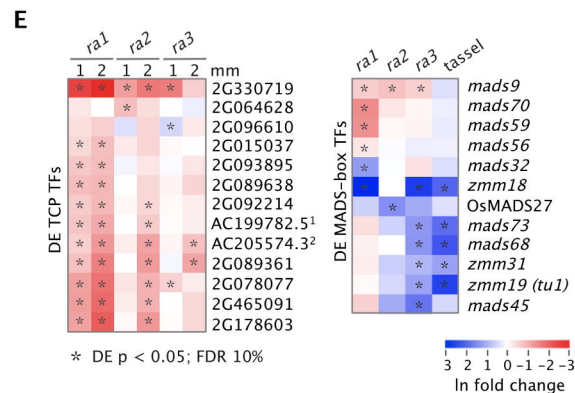 E
ra1 ra2 ra3
1 2 1 2 1 2 mm
DE TCP TFs
* * * * * 2G330719
* 2G064628
* 2G096610
* * 2G015037
* * 2G093895
* * 2G089638
* * * 2G092214
* * * AC199782.5¹
* * * * AC205574.3²
* * * * 2G089361
* * * * 2G078077
* * * 2G465091
* * * 2G178603
* DE p < 0.05; FDR 10%
ra1 ra2 ra3 tassel
DE MADS-box TFs
* * * mads9
* mads70
* mads59
* mads56
* mads32
* * * zmm18
* OsMADS27
* * mads73
* * mads68
* * zmm31
* * zmm19 (tu1)
* mads45
3 2 1 0 -1 -2 -3
ln fold change